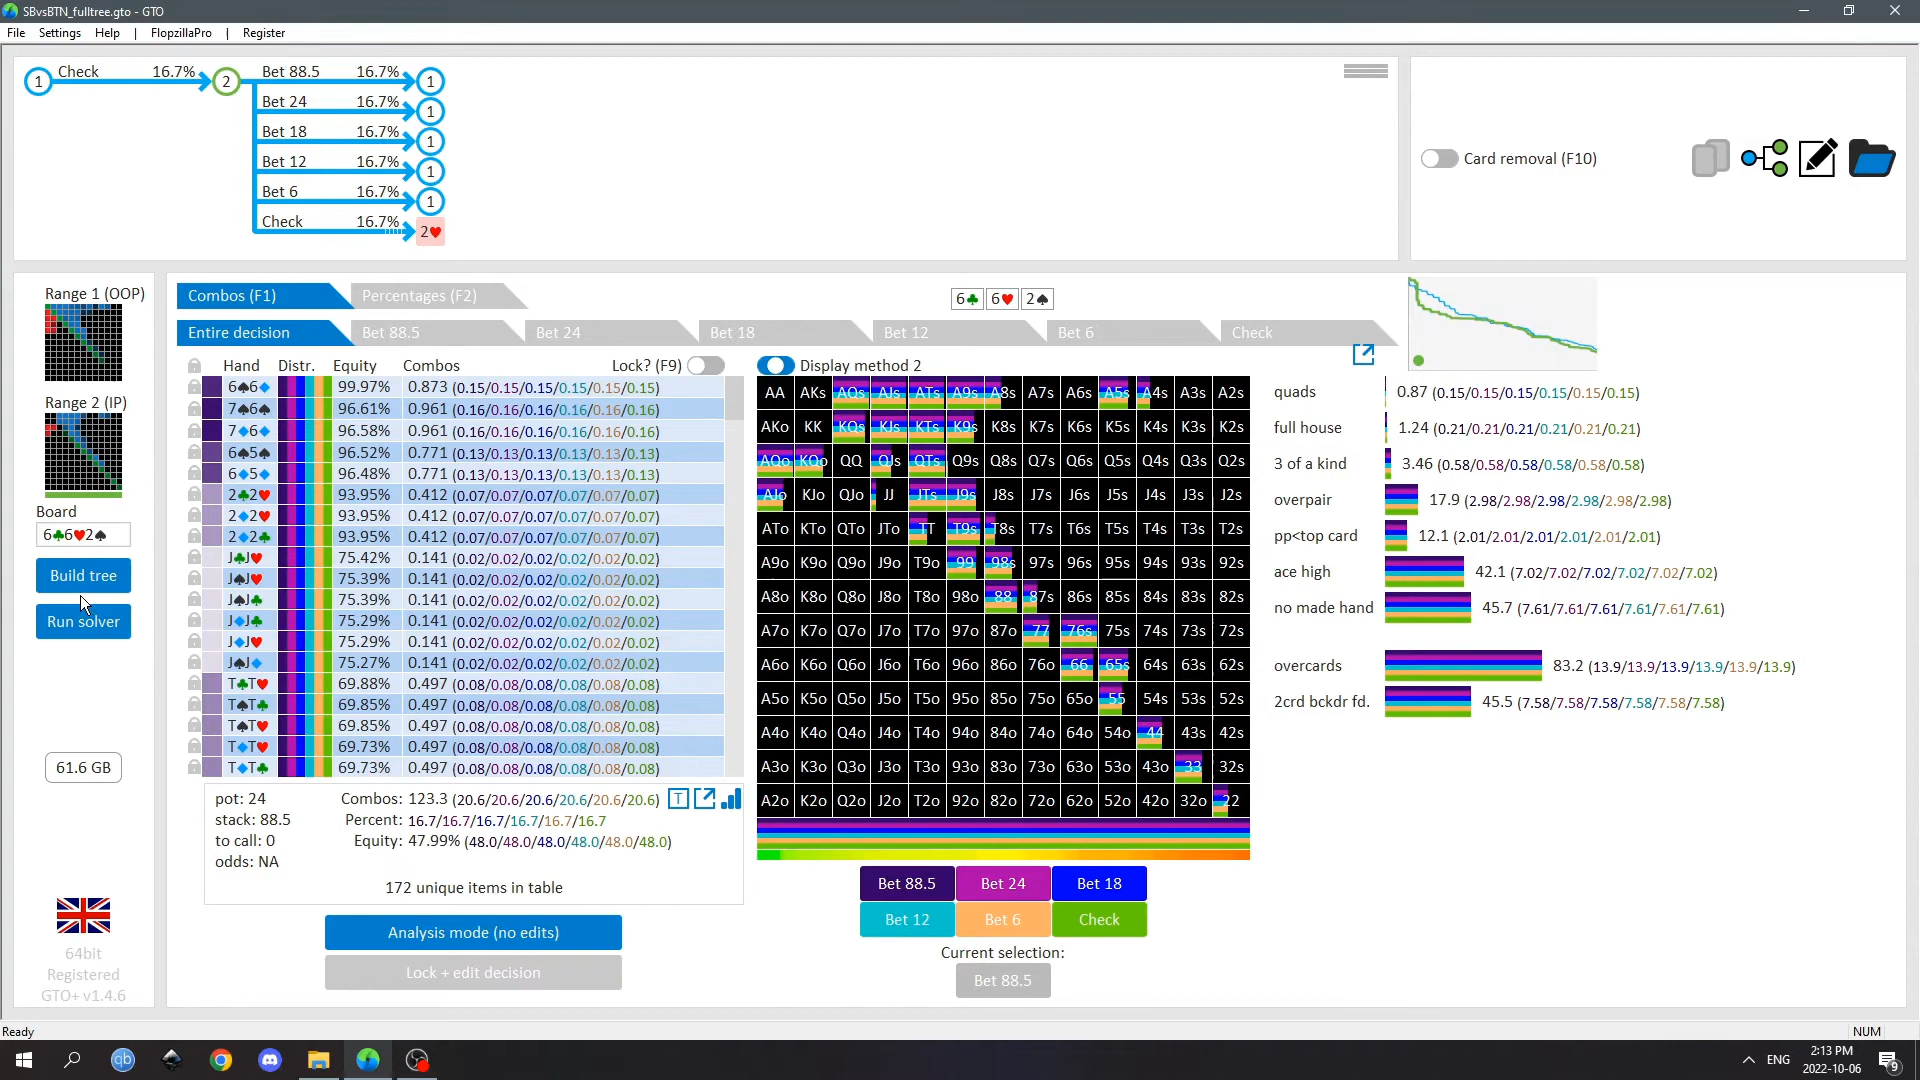 SBvsBTN_fulltree.gto - GTO
File Settings Help | FlopzillaPro | Register
1 Check 16.7% 2 Bet 88.5 16.7% 1
Bet 24 16.7% 1
Bet 18 16.7% 1
Bet 12 16.7% 1
Bet 6 16.7% 1
Check 16.7% 2♥
Card removal (F10)
Range 1 (OOP)
Range 2 (IP)
Board
6♣6♥2♠
Build tree
Run solver
61.6 GB
64bit
Registered
GTO+ v1.4.6
Combos (F1) Percentages (F2)
6♣ 6♥ 2♠
Entire decision Bet 88.5 Bet 24 Bet 18 Bet 12 Bet 6 Check
Hand Distr. Equity Combos Lock? (F9)
6♠6♦ 99.97% 0.873 (0.15/0.15/0.15/0.15/0.15/0.15)
7♠6♠ 96.61% 0.961 (0.16/0.16/0.16/0.16/0.16/0.16)
7♦6♦ 96.58% 0.961 (0.16/0.16/0.16/0.16/0.16/0.16)
6♠5♠ 96.52% 0.771 (0.13/0.13/0.13/0.13/0.13/0.13)
6♦5♦ 96.48% 0.771 (0.13/0.13/0.13/0.13/0.13/0.13)
2♣2♥ 93.95% 0.412 (0.07/0.07/0.07/0.07/0.07/0.07)
2♦2♥ 93.95% 0.412 (0.07/0.07/0.07/0.07/0.07/0.07)
2♦2♣ 93.95% 0.412 (0.07/0.07/0.07/0.07/0.07/0.07)
J♣J♥ 75.42% 0.141 (0.02/0.02/0.02/0.02/0.02/0.02)
J♠J♥ 75.39% 0.141 (0.02/0.02/0.02/0.02/0.02/0.02)
J♠J♣ 75.39% 0.141 (0.02/0.02/0.02/0.02/0.02/0.02)
J♦J♣ 75.29% 0.141 (0.02/0.02/0.02/0.02/0.02/0.02)
J♦J♥ 75.29% 0.141 (0.02/0.02/0.02/0.02/0.02/0.02)
J♠J♦ 75.27% 0.141 (0.02/0.02/0.02/0.02/0.02/0.02)
T♣T♥ 69.88% 0.497 (0.08/0.08/0.08/0.08/0.08/0.08)
T♠T♣ 69.85% 0.497 (0.08/0.08/0.08/0.08/0.08/0.08)
T♠T♥ 69.85% 0.497 (0.08/0.08/0.08/0.08/0.08/0.08)
T♦T♥ 69.73% 0.497 (0.08/0.08/0.08/0.08/0.08/0.08)
T♦T♣ 69.73% 0.497 (0.08/0.08/0.08/0.08/0.08/0.08)
pot: 24 Combos: 123.3 (20.6/20.6/20.6/20.6/20.6/20.6) T
stack: 88.5 Percent: 16.7/16.7/16.7/16.7/16.7/16.7
to call: 0 Equity: 47.99% (48.0/48.0/48.0/48.0/48.0/48.0)
odds: NA
172 unique items in table
Analysis mode (no edits)
Lock + edit decision
Display method 2
AA AKs AQs AJs ATs A9s A8s A7s A6s A5s A4s A3s A2s
AKo KK KQs KJs KTs K9s K8s K7s K6s K5s K4s K3s K2s
AQo KQo QQ QJs QTs Q9s Q8s Q7s Q6s Q5s Q4s Q3s Q2s
AJo KJo QJo JJ JTs J9s J8s J7s J6s J5s J4s J3s J2s
ATo KTo QTo JTo TT T9s T8s T7s T6s T5s T4s T3s T2s
A9o K9o Q9o J9o T9o 99 98s 97s 96s 95s 94s 93s 92s
A8o K8o Q8o J8o T8o 98o 88 87s 86s 85s 84s 83s 82s
A7o K7o Q7o J7o T7o 97o 87o 77 76s 75s 74s 73s 72s
A6o K6o Q6o J6o T6o 96o 86o 76o 66 65s 64s 63s 62s
A5o K5o Q5o J5o T5o 95o 85o 75o 65o 55 54s 53s 52s
A4o K4o Q4o J4o T4o 94o 84o 74o 64o 54o 44 43s 42s
A3o K3o Q3o J3o T3o 93o 83o 73o 63o 53o 43o 33 32s
A2o K2o Q2o J2o T2o 92o 82o 72o 62o 52o 42o 32o 22
Bet 88.5 Bet 24 Bet 18
Bet 12 Bet 6 Check
Current selection:
Bet 88.5
quads 0.87 (0.15/0.15/0.15/0.15/0.15/0.15)
full house 1.24 (0.21/0.21/0.21/0.21/0.21/0.21)
3 of a kind 3.46 (0.58/0.58/0.58/0.58/0.58/0.58)
overpair 17.9 (2.98/2.98/2.98/2.98/2.98/2.98)
pp<top card 12.1 (2.01/2.01/2.01/2.01/2.01/2.01)
ace high 42.1 (7.02/7.02/7.02/7.02/7.02/7.02)
no made hand 45.7 (7.61/7.61/7.61/7.61/7.61/7.61)
overcards 83.2 (13.9/13.9/13.9/13.9/13.9/13.9)
2crd bckdr fd. 45.5 (7.58/7.58/7.58/7.58/7.58/7.58)
Ready NUM
qb ENG 2:13 PM
2022-10-06 9